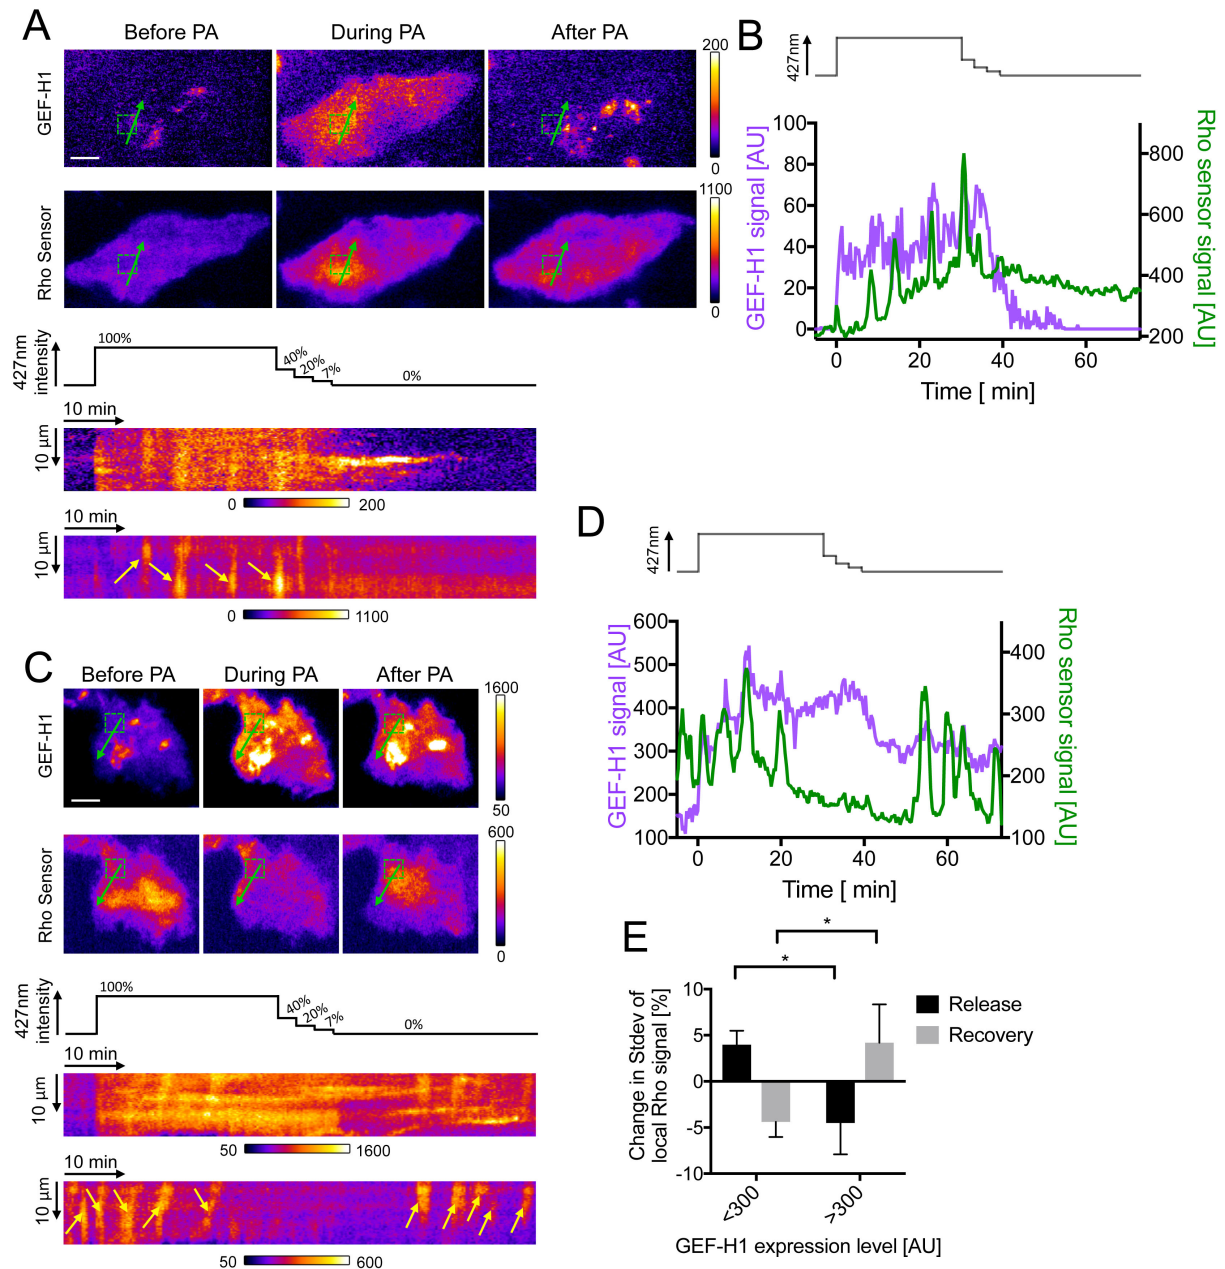 A
Before PA
During PA
After PA
GEF-H1
200
0
Rho Sensor
1100
0
427nm
intensity
100%
40%
20%
7%
0%
10 min
10 µm
0
200
10 min
10 µm
0
1100
B
427nm
GEF-H1 signal [AU]
100
80
60
40
20
0
Rho sensor signal [AU]
800
600
400
200
0
20
40
60
Time [ min]
C
Before PA
During PA
After PA
GEF-H1
1600
50
Rho Sensor
600
0
427nm
intensity
100%
40%
20%
7%
0%
10 min
10 µm
50
1600
10 min
10 µm
50
600
D
427nm
GEF-H1 signal [AU]
600
500
400
300
200
100
Rho sensor signal [AU]
400
300
200
100
0
20
40
60
Time [ min]
E
*
*
Change in Stdev of
local Rho signal [%]
10
5
0
-5
-10
Release
Recovery
<300
>300
GEF-H1 expression level [AU]